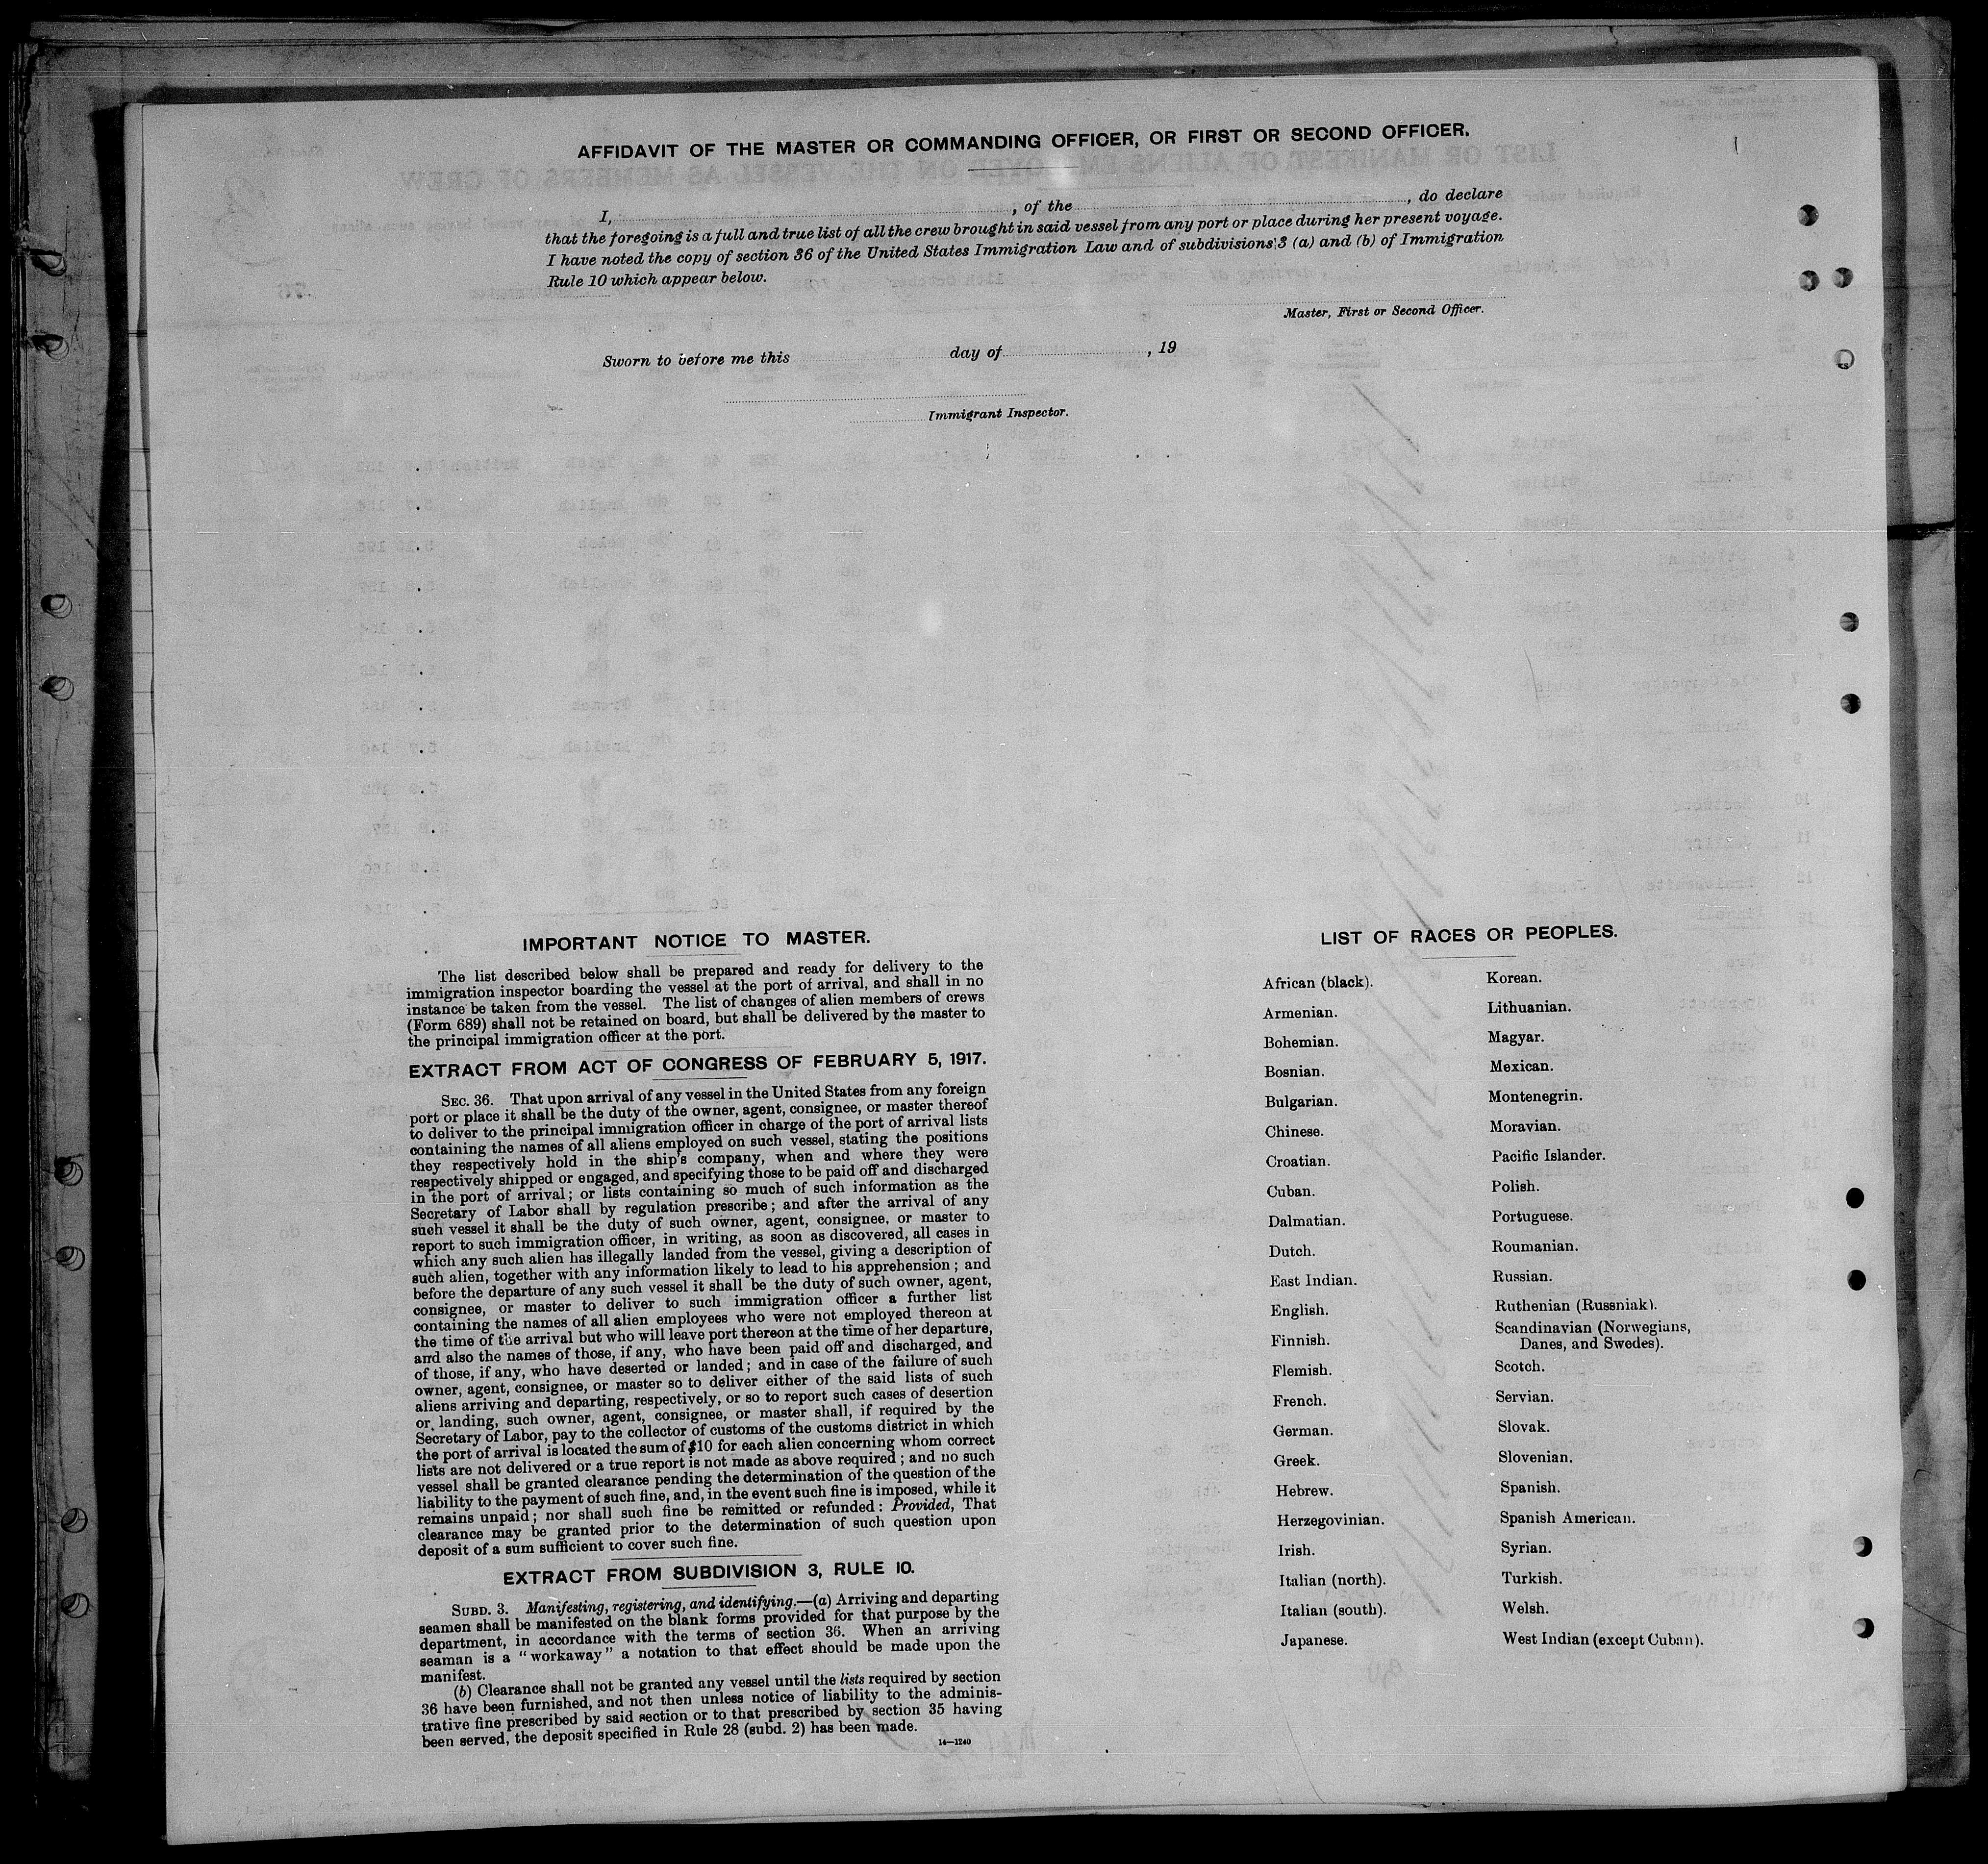 AFFIDAVIT OF THE MASTER OR COMMANDING OFFICER, OR FIRST OR SECOND OFFICER.
I, , of the , do declare
that the foregoing is a full and true list of all the crew brought in said vessel from any port or place during her present voyage.
I have noted the copy of section 36 of the United States Immigration Law and of subdivisions 3 (a) and (b) of Immigration
Rule 10 which appear below.
Master, First or Second Officer.
Sworn to before me this day of , 19
Immigrant Inspector.
IMPORTANT NOTICE TO MASTER.
The list described below shall be prepared and ready for delivery to the
immigration inspector boarding the vessel at the port of arrival, and shall in no
instance be taken from the vessel. The list of changes of alien members of crews
(Form 689) shall not be retained on board, but shall be delivered by the master to
the principal immigration officer at the port.
EXTRACT FROM ACT OF CONGRESS OF FEBRUARY 5, 1917.
SEC. 36. That upon arrival of any vessel in the United States from any foreign
port or place it shall be the duty of the owner, agent, consignee, or master thereof
to deliver to the principal immigration officer in charge of the port of arrival lists
containing the names of all aliens employed on such vessel, stating the positions
they respectively hold in the ship's company, when and where they were
respectively shipped or engaged, and specifying those to be paid off and discharged
in the port of arrival; or lists containing so much of such information as the
Secretary of Labor shall by regulation prescribe; and after the arrival of any
such vessel it shall be the duty of such owner, agent, consignee, or master to
report to such immigration officer, in writing, as soon as discovered, all cases in
which any such alien has illegally landed from the vessel, giving a description of
such alien, together with any information likely to lead to his apprehension; and
before the departure of any such vessel it shall be the duty of such owner, agent,
consignee, or master to deliver to such immigration officer a further list
containing the names of all alien employees who were not employed thereon at
the time of the arrival but who will leave port thereon at the time of her departure,
and also the names of those, if any, who have been paid off and discharged, and
of those, if any, who have deserted or landed; and in case of the failure of such
owner, agent, consignee, or master so to deliver either of the said lists of such
aliens arriving and departing, respectively, or so to report such cases of desertion
or landing, such owner, agent, consignee, or master shall, if required by the
Secretary of Labor, pay to the collector of customs of the customs district in which
the port of arrival is located the sum of $10 for each alien concerning whom correct
lists are not delivered or a true report is not made as above required; and no such
vessel shall be granted clearance pending the determination of the question of the
liability to the payment of such fine, and, in the event such fine is imposed, while it
remains unpaid; nor shall such fine be remitted or refunded: Provided, That
clearance may be granted prior to the determination of such question upon
deposit of a sum sufficient to cover such fine.
EXTRACT FROM SUBDIVISION 3, RULE 10.
SUBD. 3. Manifesting, registering, and identifying.—(a) Arriving and departing
seamen shall be manifested on the blank forms provided for that purpose by the
department, in accordance with the terms of section 36. When an arriving
seaman is a "workaway" a notation to that effect should be made upon the
manifest.
(b) Clearance shall not be granted any vessel until the lists required by section
36 have been furnished, and not then unless notice of liability to the adminis-
trative fine prescribed by said section or to that prescribed by section 35 having
been served, the deposit specified in Rule 28 (subd. 2) has been made.
14—1240
LIST OF RACES OR PEOPLES.
African (black).
Armenian.
Bohemian.
Bosnian.
Bulgarian.
Chinese.
Croatian.
Cuban.
Dalmatian.
Dutch.
East Indian.
English.
Finnish.
Flemish.
French.
German.
Greek.
Hebrew.
Herzegovinian.
Irish.
Italian (north).
Italian (south).
Japanese.
Korean.
Lithuanian.
Magyar.
Mexican.
Montenegrin.
Moravian.
Pacific Islander.
Polish.
Portuguese.
Roumanian.
Russian.
Ruthenian (Russniak).
Scandinavian (Norwegians,
Danes, and Swedes).
Scotch.
Servian.
Slovak.
Slovenian.
Spanish.
Spanish American.
Syrian.
Turkish.
Welsh.
West Indian (except Cuban).